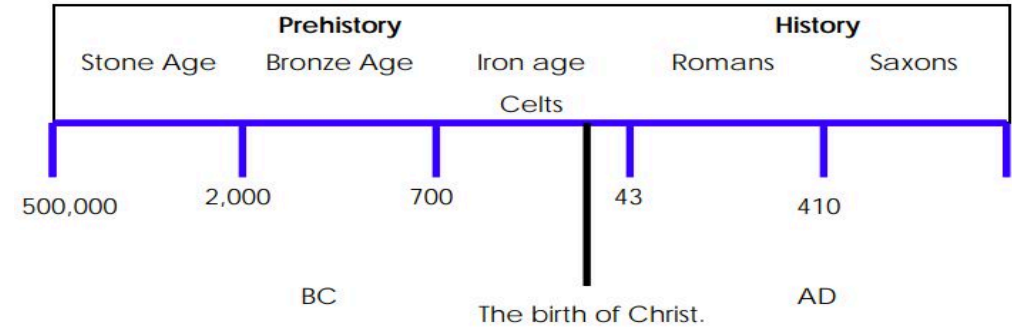 Prehistory History
Stone Age Bronze Age Iron age Romans Saxons
Celts
500,000 2,000 700 43 410
BC AD
The birth of Christ.